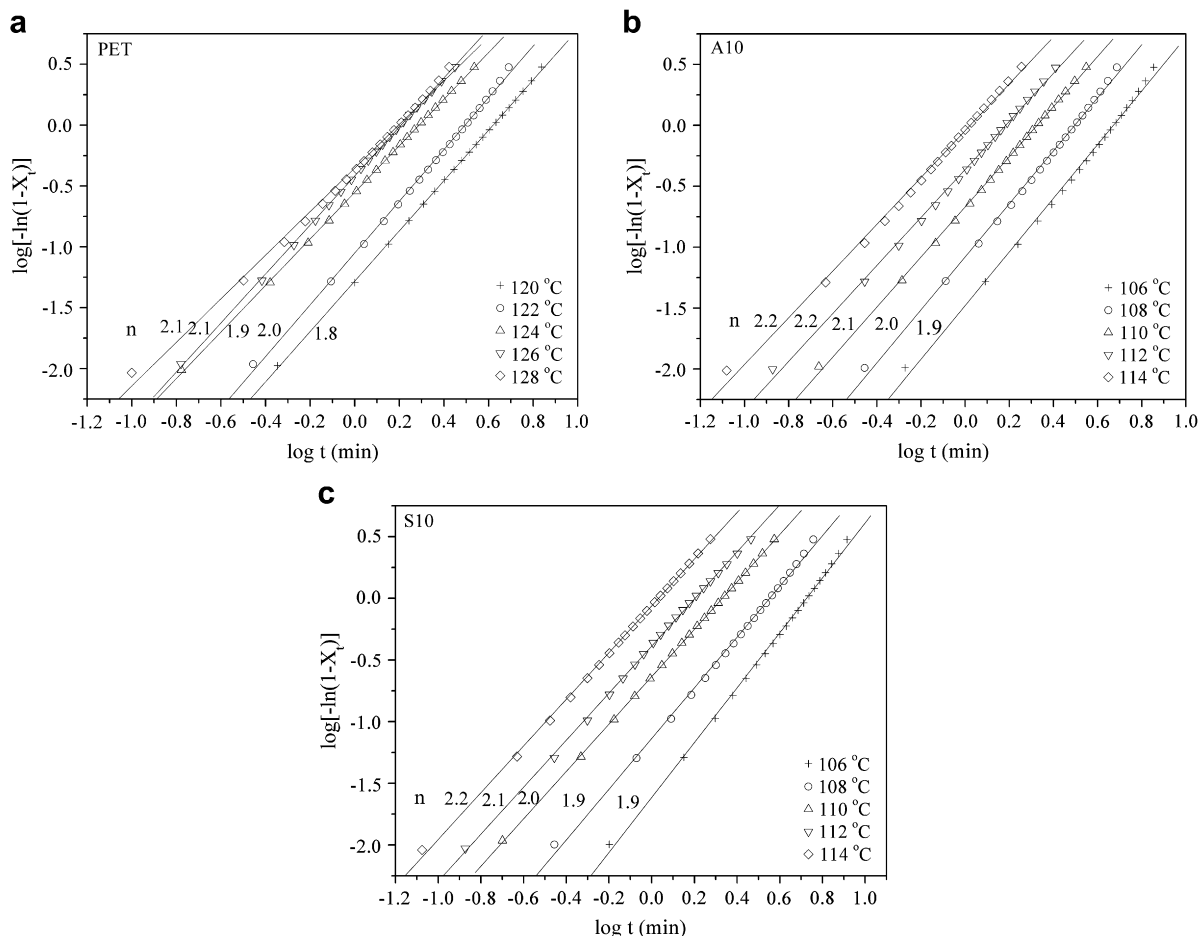 a
PET
log[-ln(1-Xt)]
0.5
0.0
-0.5
-1.0
-1.5
-2.0
n 2.1 2.1 1.9 2.0 1.8
120 °C
122 °C
124 °C
126 °C
128 °C
-1.2 -1.0 -0.8 -0.6 -0.4 -0.2 0.0 0.2 0.4 0.6 0.8 1.0
log t (min)
b
A10
log[-ln(1-Xt)]
0.5
0.0
-0.5
-1.0
-1.5
-2.0
n 2.2 2.2 2.1 2.0 1.9
106 °C
108 °C
110 °C
112 °C
114 °C
-1.2 -1.0 -0.8 -0.6 -0.4 -0.2 0.0 0.2 0.4 0.6 0.8 1.0
log t (min)
c
S10
log[-ln(1-Xt)]
0.5
0.0
-0.5
-1.0
-1.5
-2.0
n 2.2 2.1 2.0 1.9 1.9
106 °C
108 °C
110 °C
112 °C
114 °C
-1.2 -1.0 -0.8 -0.6 -0.4 -0.2 0.0 0.2 0.4 0.6 0.8 1.0
log t (min)